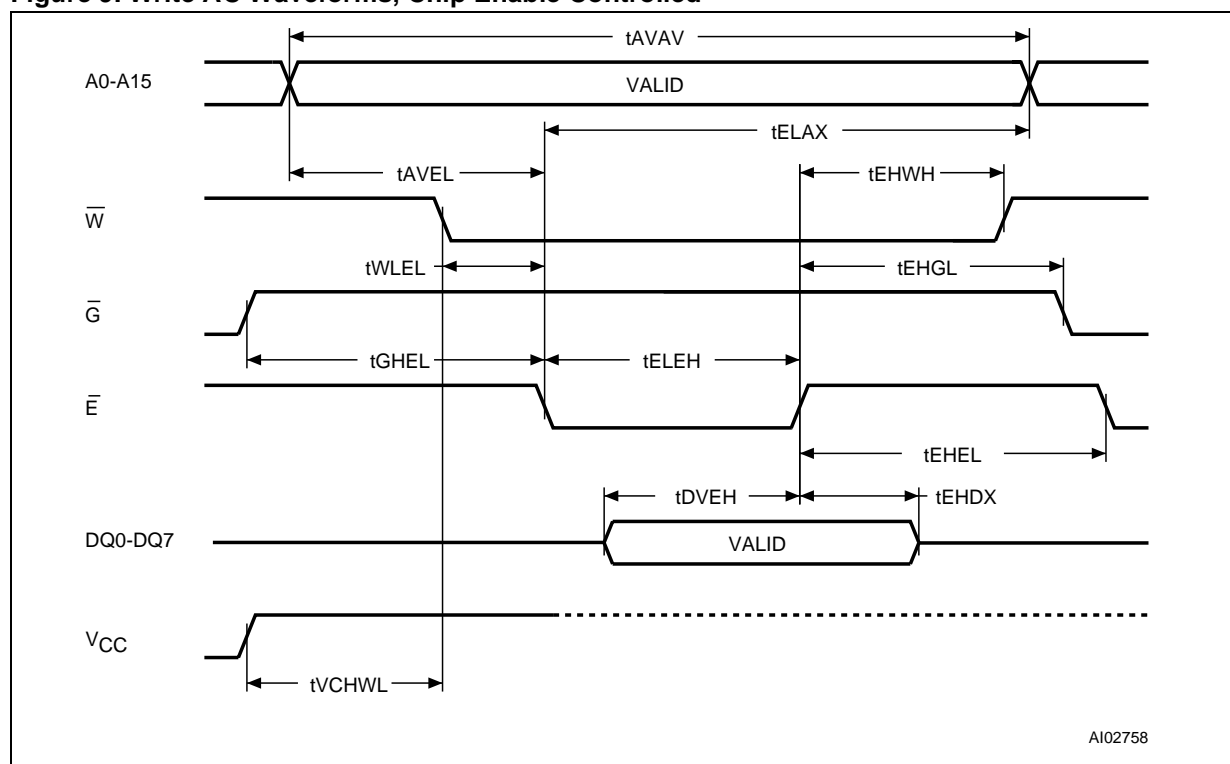 Figure Write AC Waveforms, Chip Enable Controlled
tAVAV
A0-A15
VALID
tELAX
tAVEL
tEHWH
W̅
tWLEL
tEHGL
G̅
tGHEL
tELEH
E̅
tEHEL
tDVEH
tEHDX
DQ0-DQ7
VALID
VCC
tVCHWL
AI02758